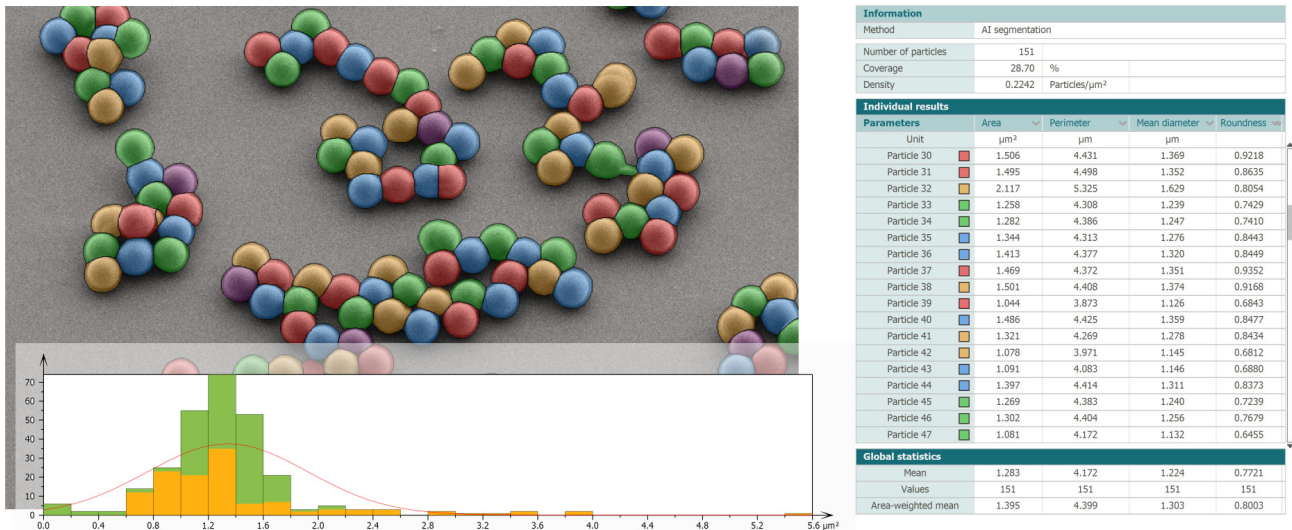 Information
Method AI segmentation
Number of particles 151
Coverage 28.70 %
Density 0.2242 Particles/µm²
Individual results
Parameters Area Perimeter Mean diameter Roundness
Unit µm² µm µm
Particle 30 1.506 4.431 1.369 0.9218
Particle 31 1.495 4.498 1.352 0.8635
Particle 32 2.117 5.325 1.629 0.8054
Particle 33 1.258 4.308 1.239 0.7429
Particle 34 1.282 4.386 1.247 0.7410
Particle 35 1.344 4.313 1.276 0.8443
Particle 36 1.413 4.377 1.320 0.8449
Particle 37 1.469 4.372 1.351 0.9352
Particle 38 1.501 4.408 1.374 0.9168
Particle 39 1.044 3.873 1.126 0.6843
Particle 40 1.486 4.425 1.359 0.8477
Particle 41 1.321 4.269 1.278 0.8434
Particle 42 1.078 3.971 1.145 0.6812
Particle 43 1.091 4.083 1.146 0.6880
Particle 44 1.397 4.414 1.311 0.8373
Particle 45 1.269 4.383 1.240 0.7239
Particle 46 1.302 4.404 1.256 0.7679
Particle 47 1.081 4.172 1.132 0.6455
Global statistics
Mean 1.283 4.172 1.224 0.7721
Values 151 151 151 151
Area-weighted mean 1.395 4.399 1.303 0.8003
70
60
50
40
30
20
10
0
0.0 0.4 0.8 1.2 1.6 2.0 2.4 2.8 3.2 3.6 4.0 4.4 4.8 5.2 5.6 µm²